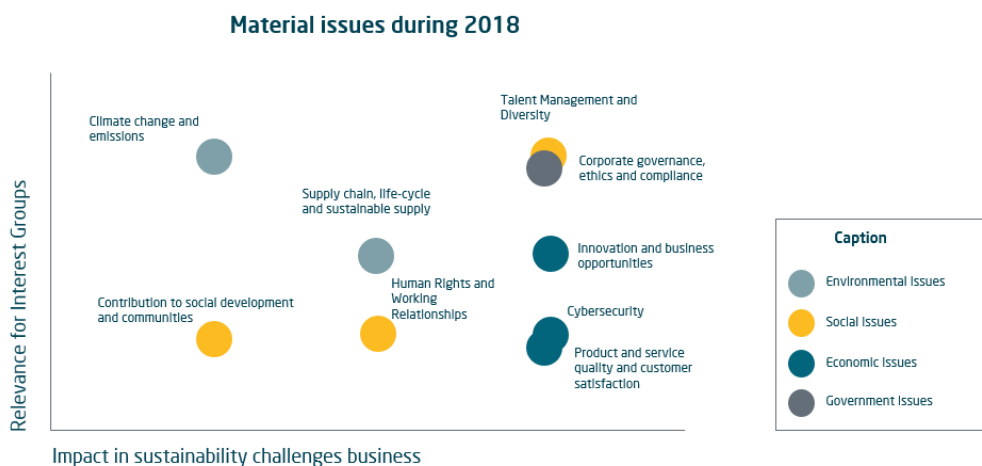 Material issues during 2018
Relevance for Interest Groups
Climate change and
emissions
Talent Management and
Diversity
Corporate governance,
ethics and compliance
Supply chain, life-cycle
and sustainable supply
Innovation and business
opportunities
Human Rights and
Working
Relationships
Contribution to social development
and communities
Cybersecurity
Product and service
quality and customer
satisfaction
Impact in sustainability challenges business
Caption
Environmental Issues
Social Issues
Economic Issues
Government Issues